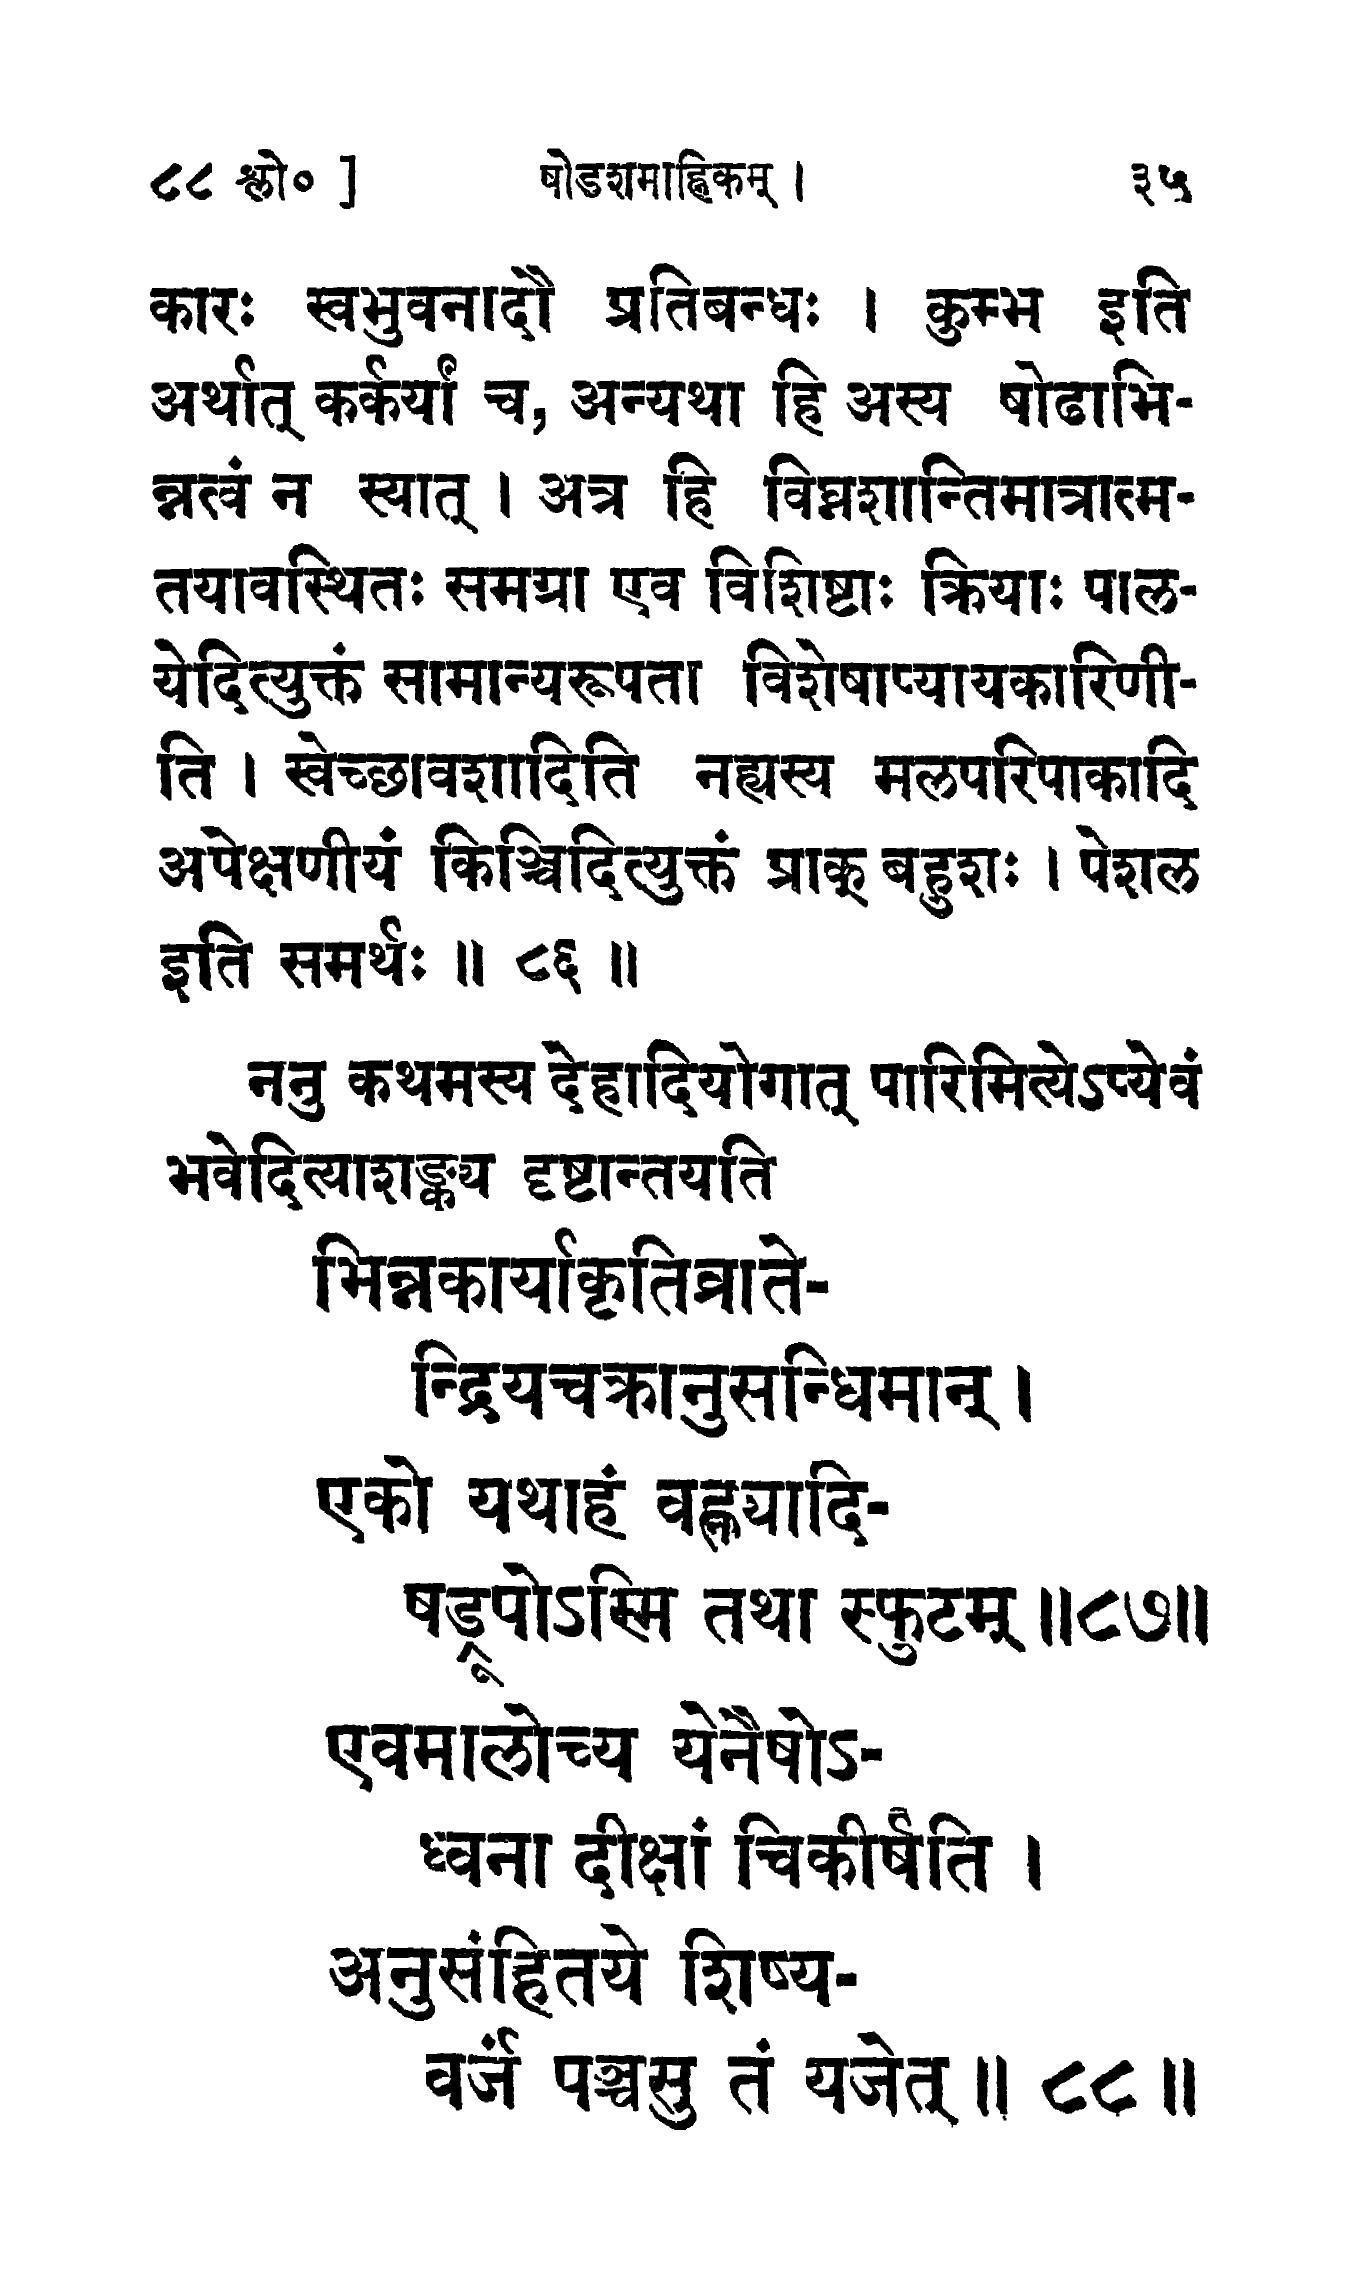 ८८ श्लो० ] षोडशमाह्निकम् । ३५
कारः स्वभुवनादौ प्रतिबन्धः । कुम्भ इति
अर्थात् कर्कर्यां च, अन्यथा हि अस्य षोढाभि-
न्नत्वं न स्यात् । अत्र हि विघ्नशान्तिमात्रात्म-
तयावस्थितः समग्रा एव विशिष्टाः क्रियाः पाल-
येदित्युक्तं सामान्यरूपता विशेषाप्यायकारिणी-
ति । स्वेच्छावशादिति नह्यस्य मलपरिपाकादि
अपेक्षणीयं किञ्चिदित्युक्तं प्राक् बहुशः । पेशल
इति समर्थः ॥ ८६ ॥
ननु कथमस्य देहादियोगात् पारिमित्येऽप्येवं
भवेदित्याशङ्क्य दृष्टान्तयति
भिन्नकार्याकृतिव्राते-
न्द्रियचक्रानुसन्धिमान् ।
एको यथाहं वह्न्यादि-
षड्रूपोऽस्मि तथा स्फुटम् ॥८७॥
एवमालोच्य येनैषोऽ-
ध्वना दीक्षां चिकीर्षति ।
अनुसंहितये शिष्य-
वर्जं पञ्चसु तं यजेत् ॥ ८८ ॥